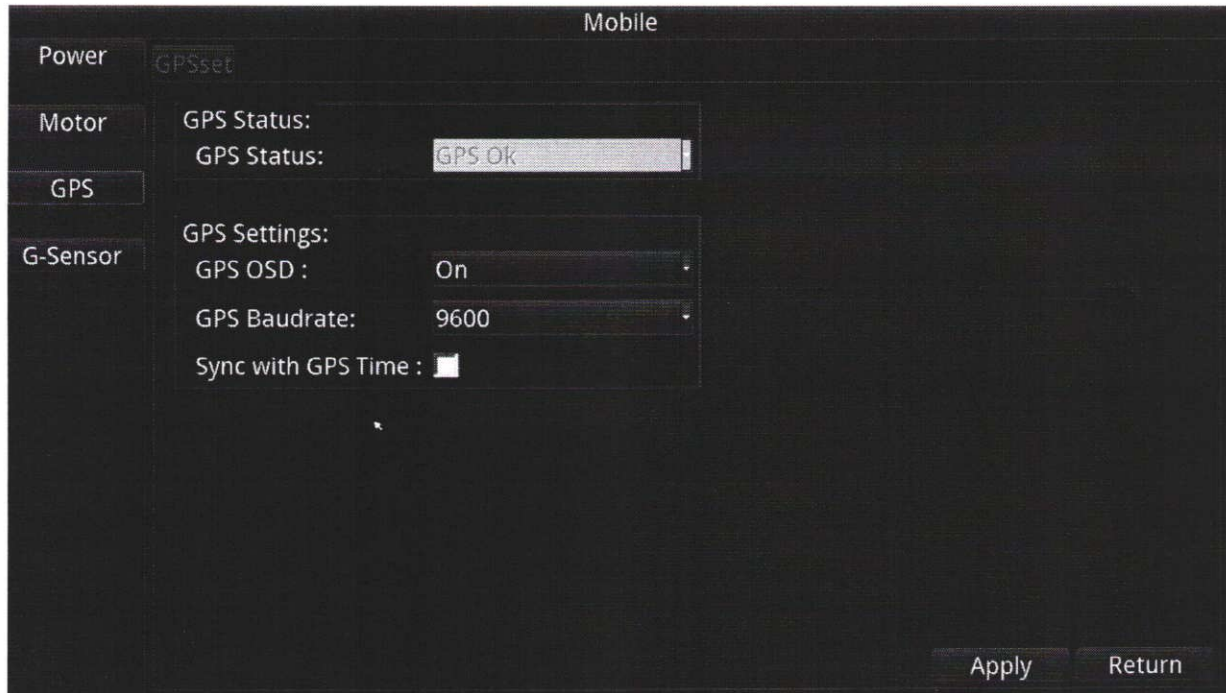 Mobile
Power
GPSset
Motor
GPS Status:
GPS Status: GPS Ok
GPS
GPS Settings:
G-Sensor
GPS OSD : On
GPS Baudrate: 9600
Sync with GPS Time :
Apply Return